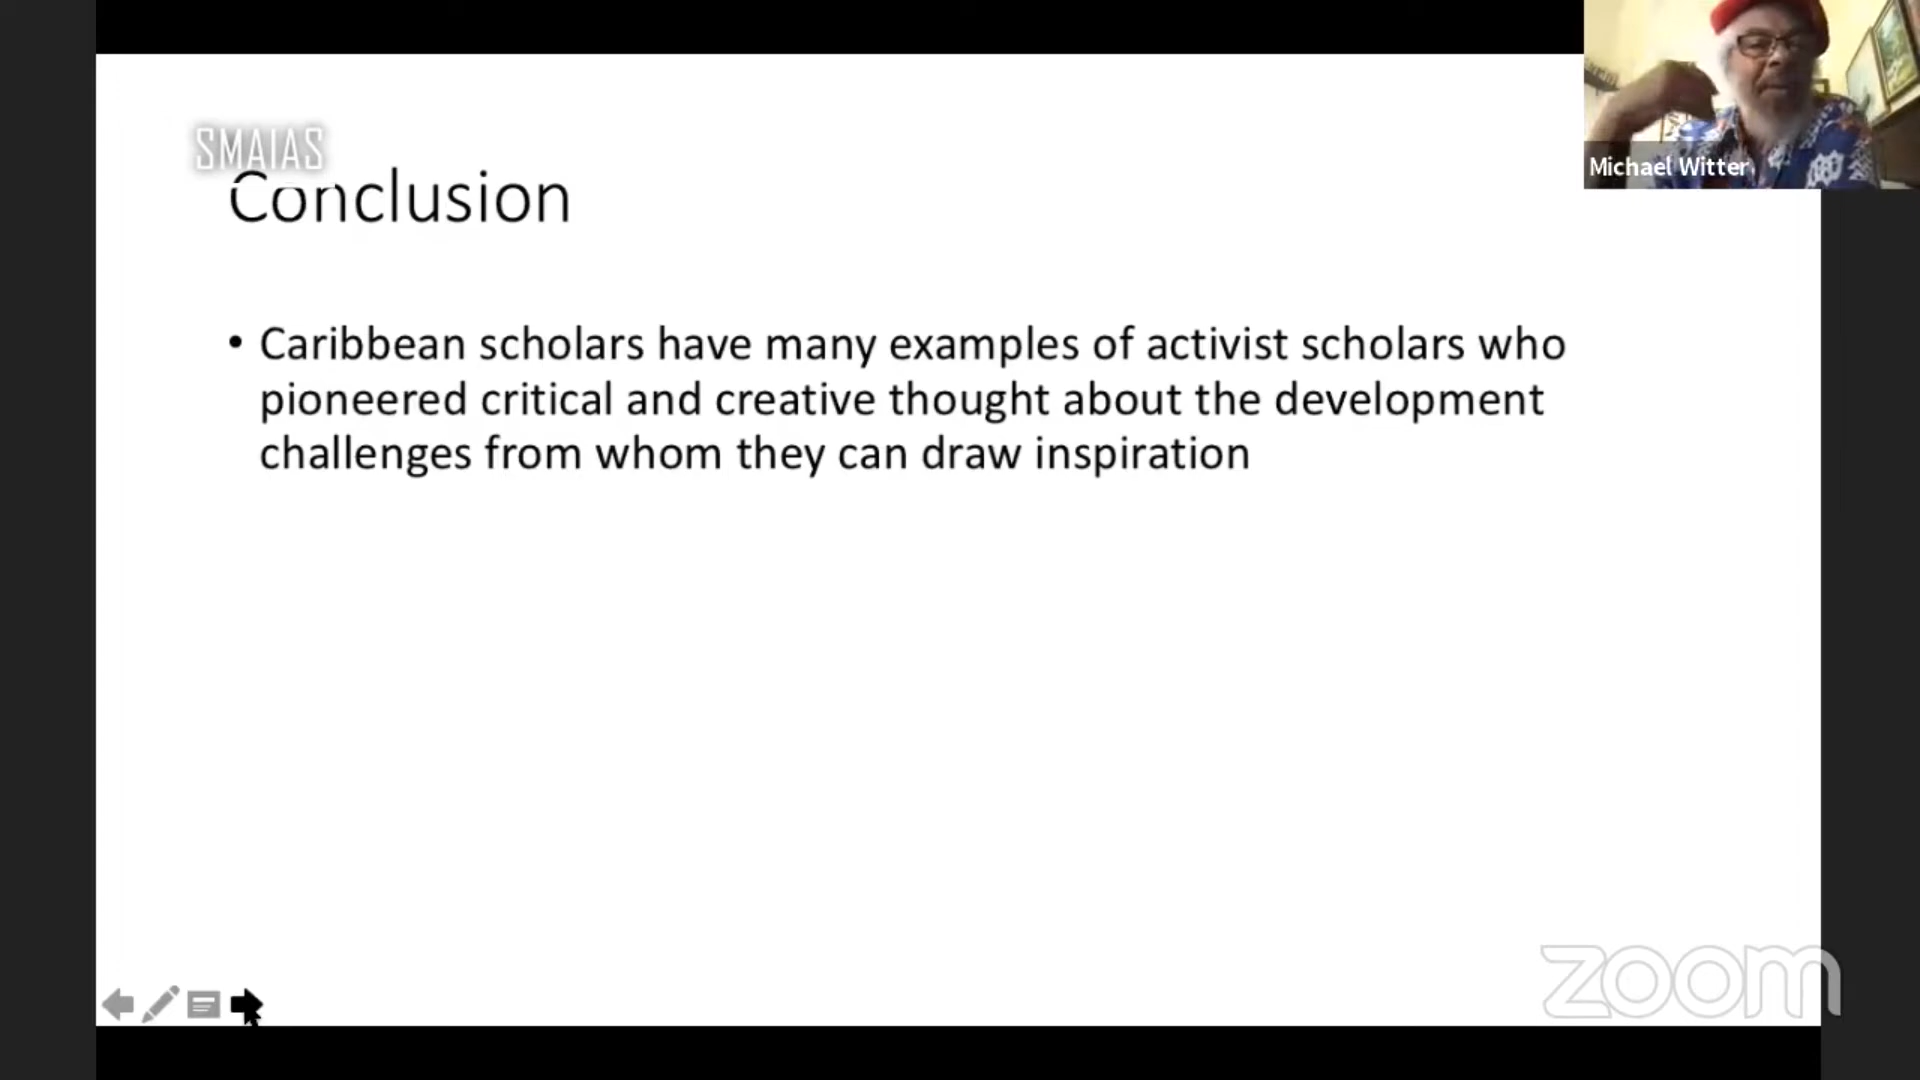 SMAIAS
Conclusion
Michael Witter
• Caribbean scholars have many examples of activist scholars who
pioneered critical and creative thought about the development
challenges from whom they can draw inspiration
zoom